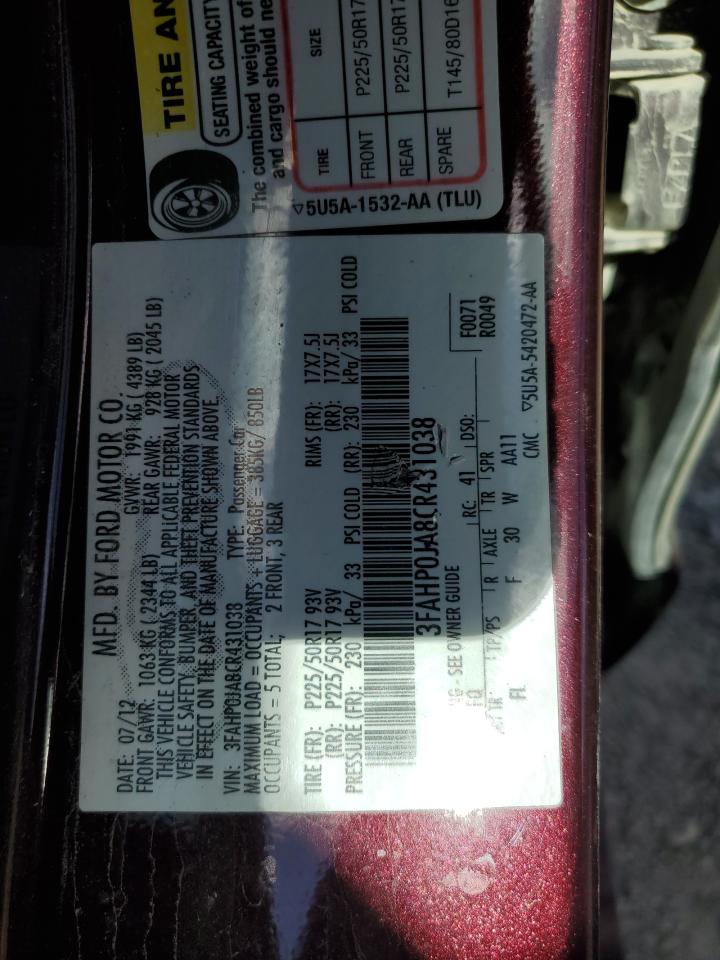 TIRE AN
SEATING CAPACITY
The combined weight of
and cargo should ne
TIRE SIZE
FRONT P225/50R17
REAR P225/50R17
SPARE T145/80D16
▽5U5A-1532-AA (TLU)
MFD. BY FORD MOTOR CO.
DATE: 07/12 GVWR: 1991 KG ( 4389 LB)
FRONT GAWR: 1063 KG ( 2344 LB) REAR GAWR: 928 KG ( 2045 LB)
THIS VEHICLE CONFORMS TO ALL APPLICABLE FEDERAL MOTOR
VEHICLE SAFETY, BUMPER, AND THEFT PREVENTION STANDARDS
IN EFFECT ON THE DATE OF MANUFACTURE SHOWN ABOVE.
VIN: 3FAHP0JA8CR431038 TYPE: Passenger Car
MAXIMUM LOAD = OCCUPANTS + LUGGAGE = 385KG/ 850LB
OCCUPANTS = 5 TOTAL; 2 FRONT, 3 REAR
TIRE (FR): P225/50R17 93V RIMS (FR): 17X7.5J
(RR): P225/50R17 93V (RR): 17X7.5J
PRESSURE (FR): 230 kPa/ 33 PSI COLD (RR): 230 kPa/ 33 PSI COLD
3FAHP0JA8CR431038
- SEE OWNER GUIDE
F0071
RC: 41 DSO: R0049
TR: TP/PS R AXLE TR SPR
FL F 30 W AA11
CMC ▽5U5A-5420472-AA